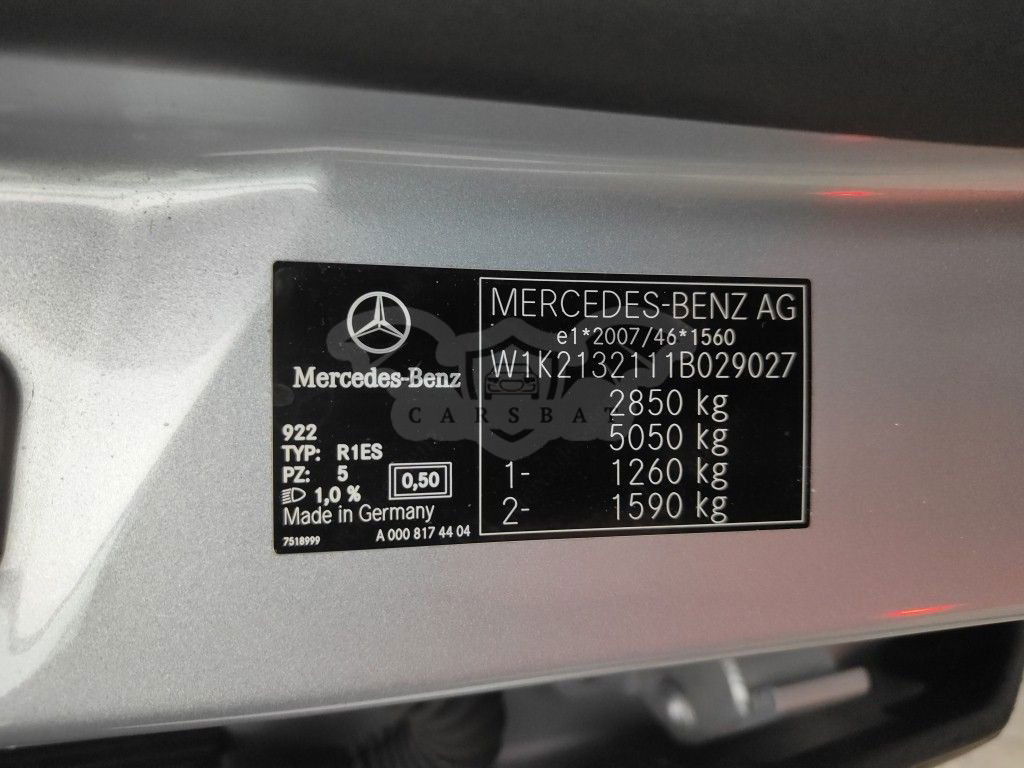 Mercedes-Benz
922
TYP: R1ES
PZ: 5
1,0 %
0,50
Made in Germany
7518999
A 000 817 44 04
MERCEDES-BENZ AG
e1*2007/46*1560
W1K2132111B029027
2850 kg
5050 kg
1- 1260 kg
2- 1590 kg
CARSBAT